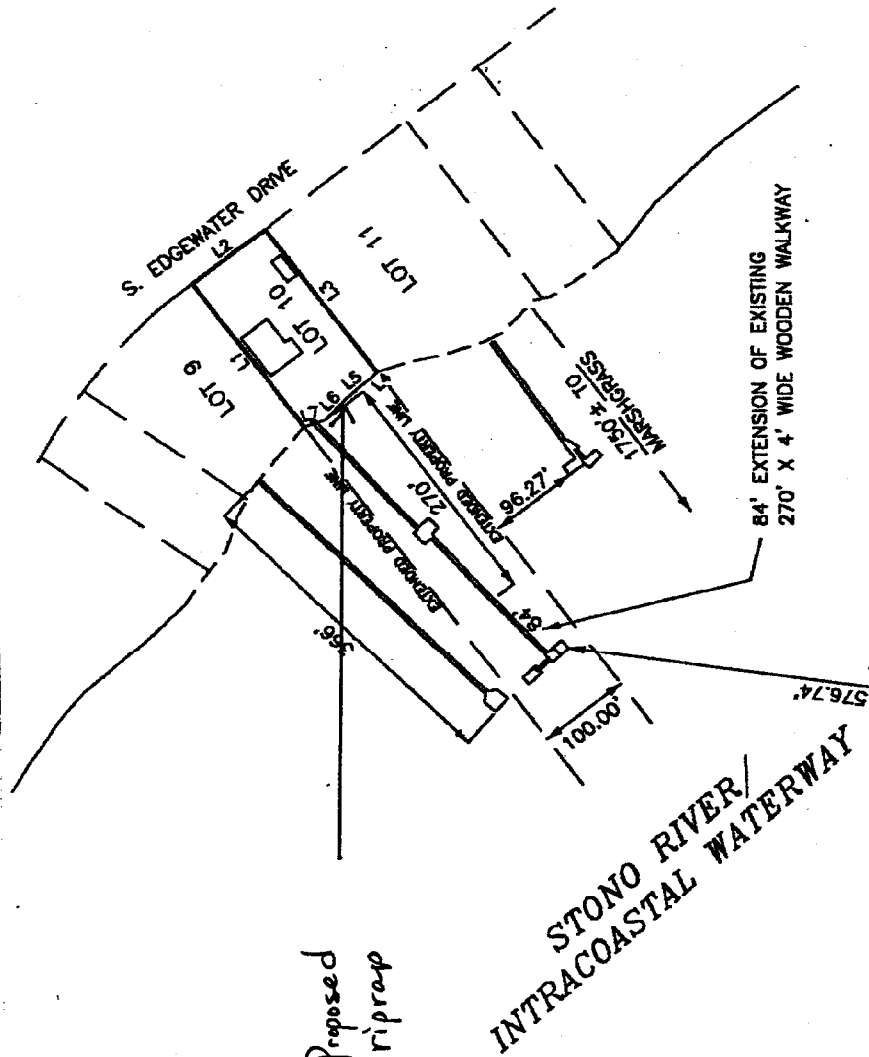 S. EDGEWATER DRIVE
L2
LOT 11
LOT 10
L3
L1
LOT 9
L7
L6
L5
L4
EXTENDED PROPERTY LINE
EXTENDED PROPERTY LINE
270'
366'
96.27'
1750'± TO
MARSHGRASS
84'
100.00'
84' EXTENSION OF EXISTING
270' X 4' WIDE WOODEN WALKWAY
576.74'
STONO RIVER/
INTRACOASTAL WATERWAY
Proposed
riprap